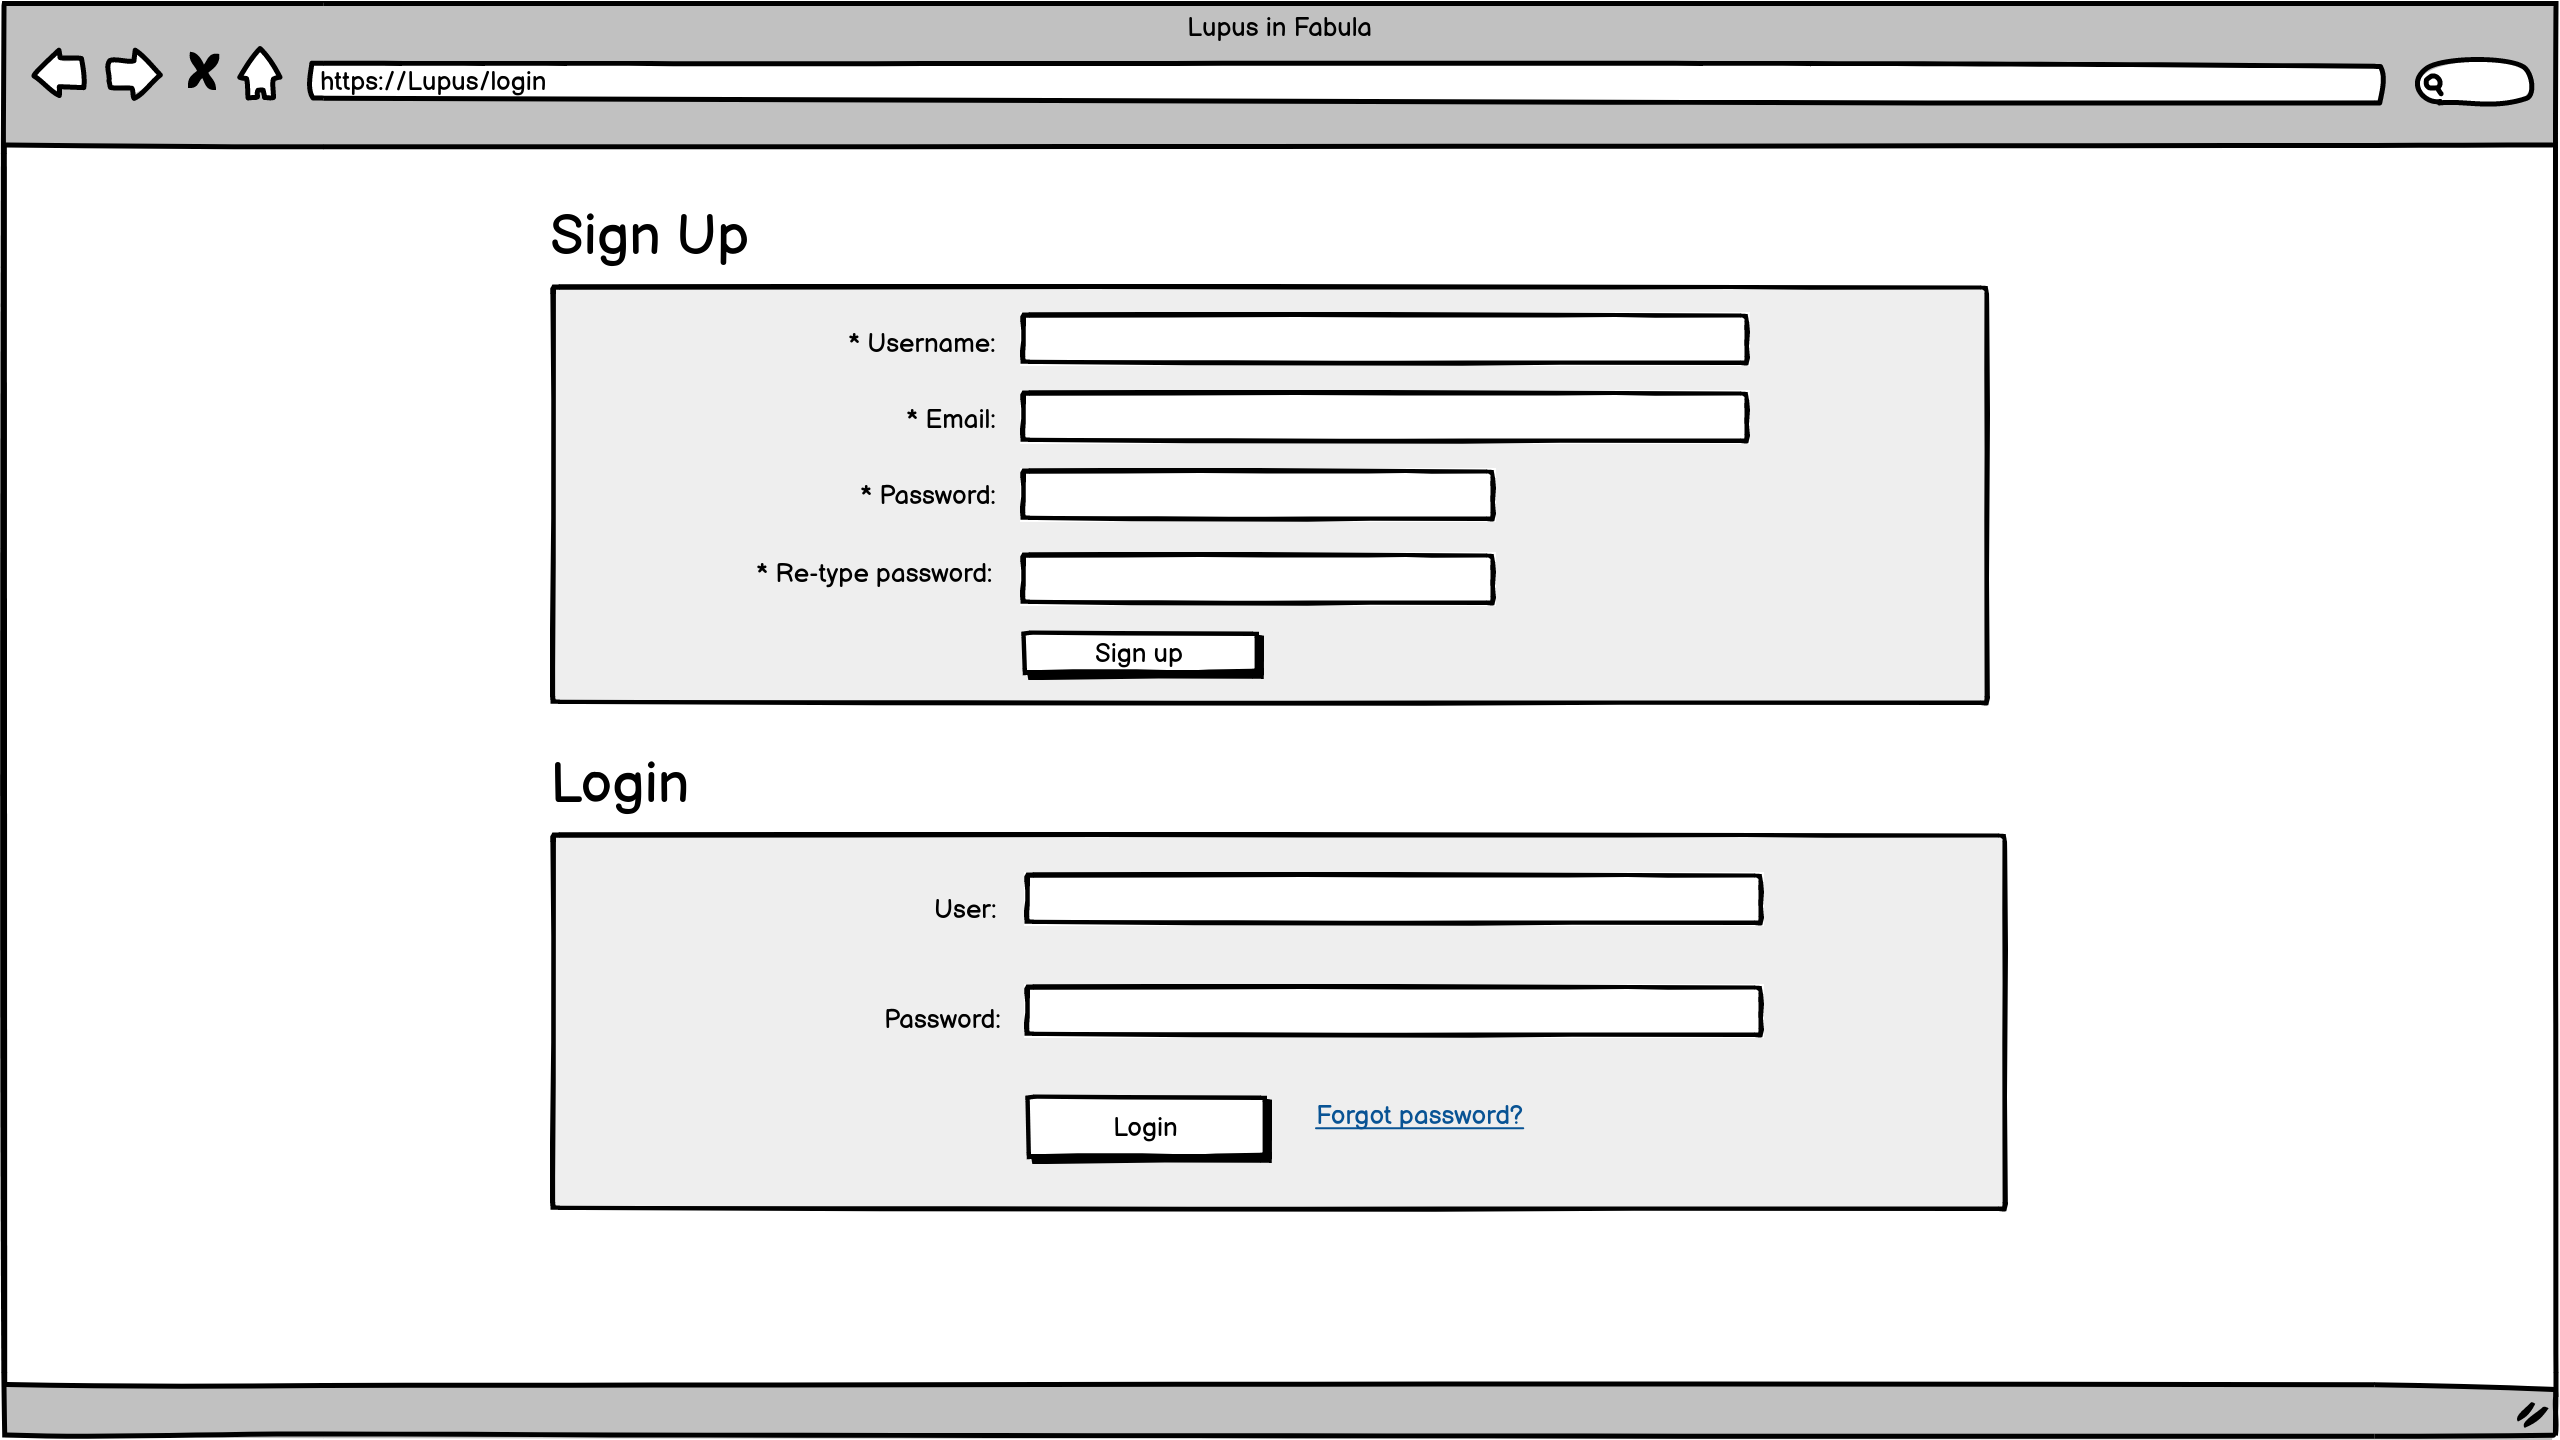 Lupus in Fabula
https://Lupus/login
Sign Up
* Username:
* Email:
* Password:
* Re-type password:
Sign up
Login
User:
Password:
Login
Forgot password?